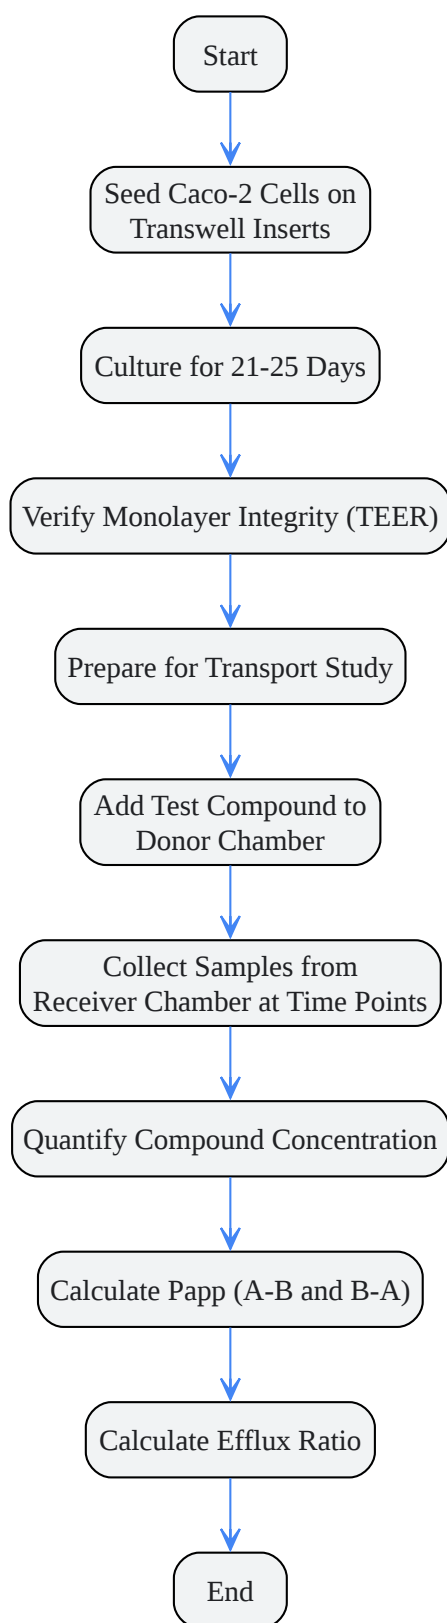 Start
Seed Caco-2 Cells on
Transwell Inserts
Culture for 21-25 Days
Verify Monolayer Integrity (TEER)
Prepare for Transport Study
Add Test Compound to
Donor Chamber
Collect Samples from
Receiver Chamber at Time Points
Quantify Compound Concentration
Calculate Papp (A-B and B-A)
Calculate Efflux Ratio
End